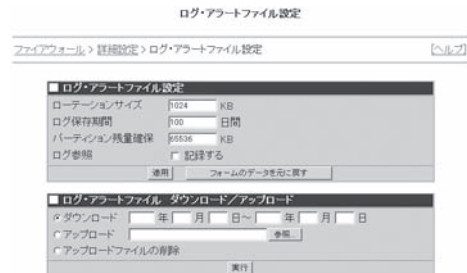 ログ・アラートファイル設定
ファイアウォール > 詳細設定 > ログ・アラートファイル設定 [ヘルプ]
■ ログ・アラートファイル設定
ローテーションサイズ 1024 KB
ログ保存期間 100 日間
パーティション残量確保 65536 KB
ログ参照 記録する
適用 フォームのデータを元に戻す
■ ログ・アラートファイル ダウンロード/アップロード
ダウンロード 年 月 日~ 年 月 日
アップロード 参照...
アップロードファイルの削除
実行